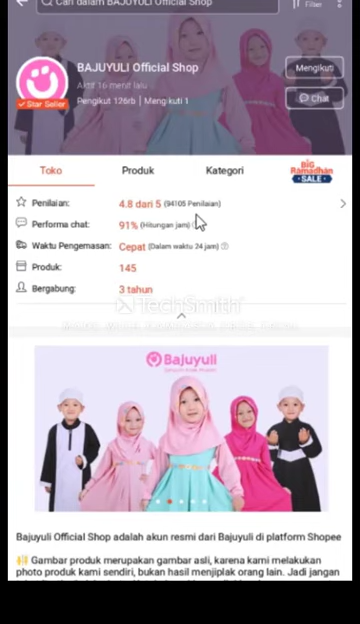 Cari dalam BAJUYULI Official Shop
Filter
BAJUYULI Official Shop
Aktif 16 menit lalu
Pengikut 126rb | Mengikuti 1
Mengikuti
Chat
Star Seller
Toko
Produk
Kategori
BIG
Ramadhan
SALE
Penilaian:
4.8 dari 5 (94105 Penilaian)
Performa chat:
91% (Hitungan jam)
Waktu Pengemasan:
Cepat (Dalam waktu 24 jam)
Produk:
145
Bergabung:
3 tahun
TechSmith
Bajuyuli
Bajuyuli Official Shop adalah akun resmi dari Bajuyuli di platform Shopee
Gambar produk merupakan gambar asli, karena kami melakukan
photo produk kami sendiri, bukan hasil menjiplak orang lain. Jadi jangan